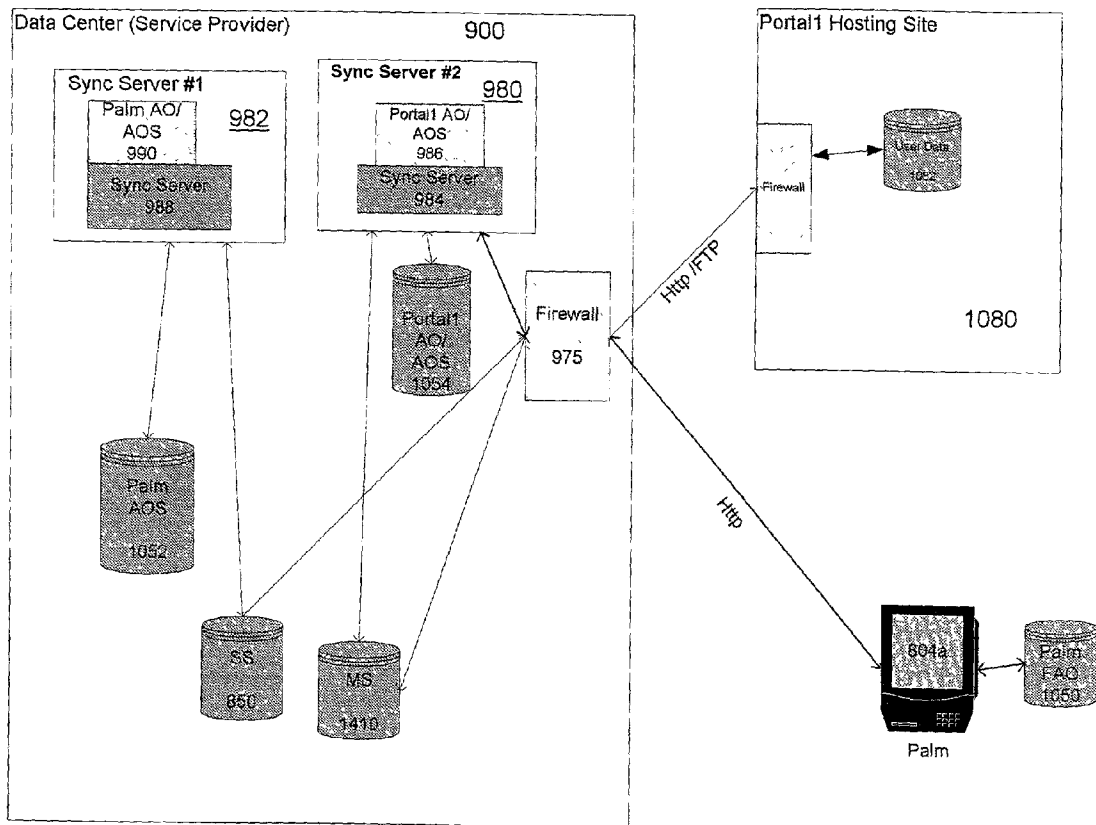 Data Center (Service Provider)
900
Sync Server #1
982
Palm AO/
AOS
990
Sync Server
988
Sync Server #2
980
Portal1 AO/
AOS
986
Sync Server
984
Portal1
AO/
AOS
1054
Firewall
975
Palm
AOS
1052
SS
850
MS
1410
Portal1 Hosting Site
Firewall
User Data
1082
1080
Http /FTP
Http
804a
Palm
Palm
FAO
1050